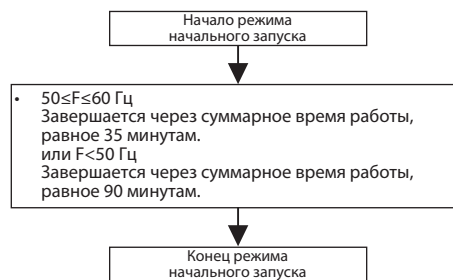 Начало режима
начального запуска
• 50≤F≤60 Гц
Завершается через суммарное время работы,
равное 35 минутам.
или F<50 Гц
Завершается через суммарное время работы,
равное 90 минутам.
Конец режима
начального запуска